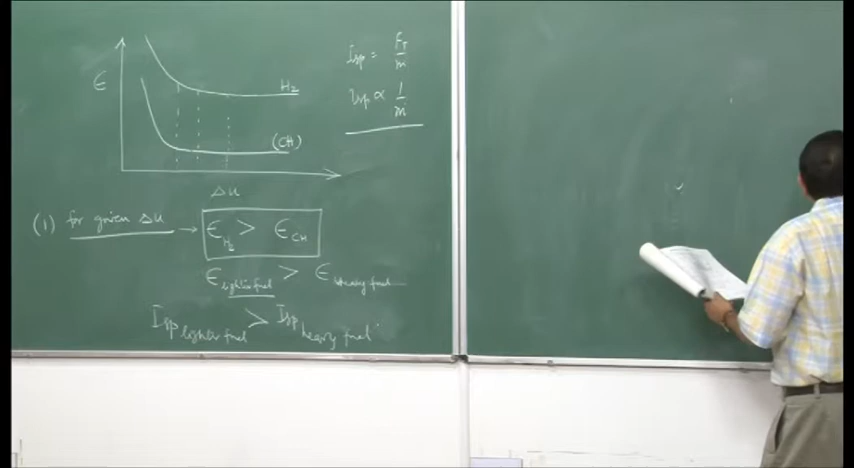 ϵ
H₂
(CH)
Δu
Isp = F_T / ṁ
Isp ∝ 1 / ṁ
(1) for given Δu → ϵ_H₂ > ϵ_CH
ϵ_lighter fuel > ϵ_heavy fuel
Isp_lighter fuel > Isp_heavy fuel